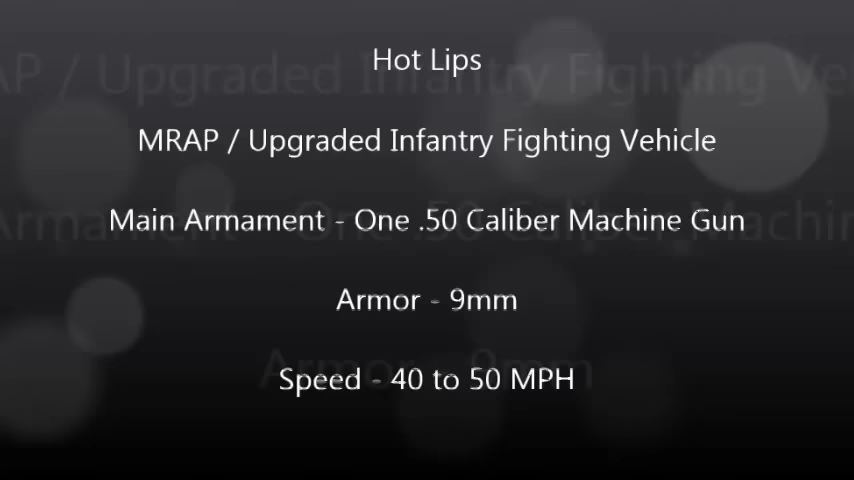 Hot Lips
MRAP / Upgraded Infantry Fighting Vehicle
Main Armament - One .50 Caliber Machine Gun
Armor - 9mm
Speed - 40 to 50 MPH